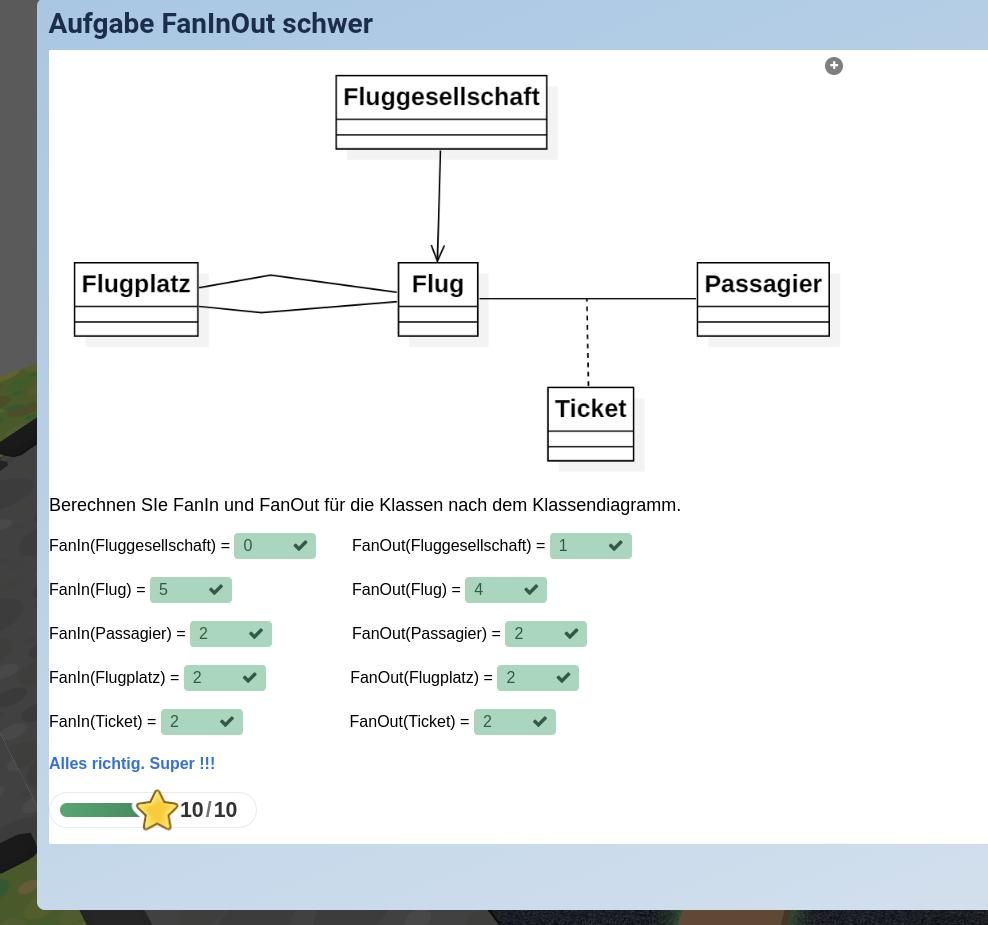 Aufgabe FanInOut schwer
Fluggesellschaft
Flugplatz
Flug
Passagier
Ticket
Berechnen SIe FanIn und FanOut für die Klassen nach dem Klassendiagramm.
FanIn(Fluggesellschaft) = 0 FanOut(Fluggesellschaft) = 1
FanIn(Flug) = 5 FanOut(Flug) = 4
FanIn(Passagier) = 2 FanOut(Passagier) = 2
FanIn(Flugplatz) = 2 FanOut(Flugplatz) = 2
FanIn(Ticket) = 2 FanOut(Ticket) = 2
Alles richtig. Super !!!
10/10